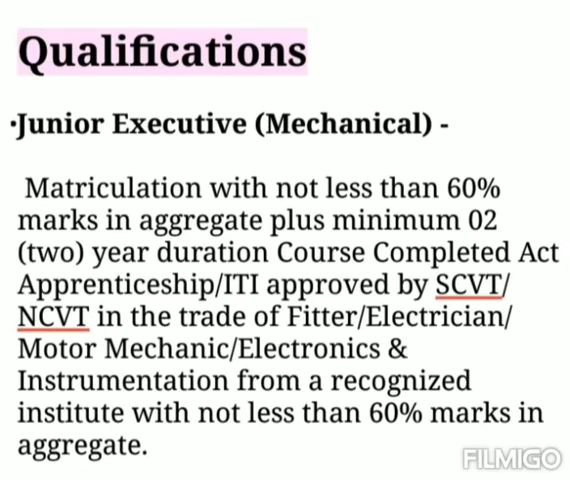 Qualifications
·Junior Executive (Mechanical) -
Matriculation with not less than 60%
marks in aggregate plus minimum 02
(two) year duration Course Completed Act
Apprenticeship/ITI approved by SCVT/
NCVT in the trade of Fitter/Electrician/
Motor Mechanic/Electronics &
Instrumentation from a recognized
institute with not less than 60% marks in
aggregate.
FILMIGO